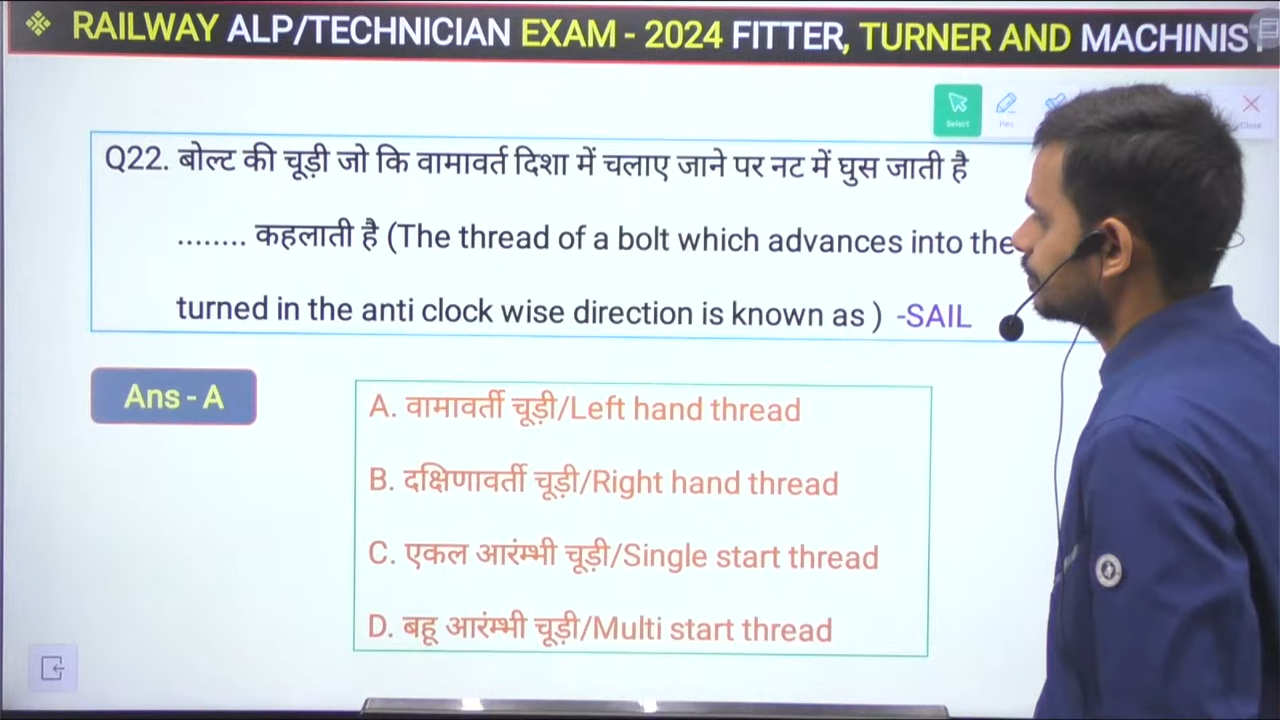 RAILWAY ALP/TECHNICIAN EXAM - 2024 FITTER, TURNER AND MACHINIST
Select
Pen
Close
Q22. बोल्ट की चूड़ी जो कि वामावर्त दिशा में चलाए जाने पर नट में घुस जाती है
........ कहलाती है (The thread of a bolt which advances into the
turned in the anti clock wise direction is known as ) -SAIL
Ans - A
A. वामावर्ती चूड़ी/Left hand thread
B. दक्षिणावर्ती चूड़ी/Right hand thread
C. एकल आरंम्भी चूड़ी/Single start thread
D. बहू आरंम्भी चूड़ी/Multi start thread